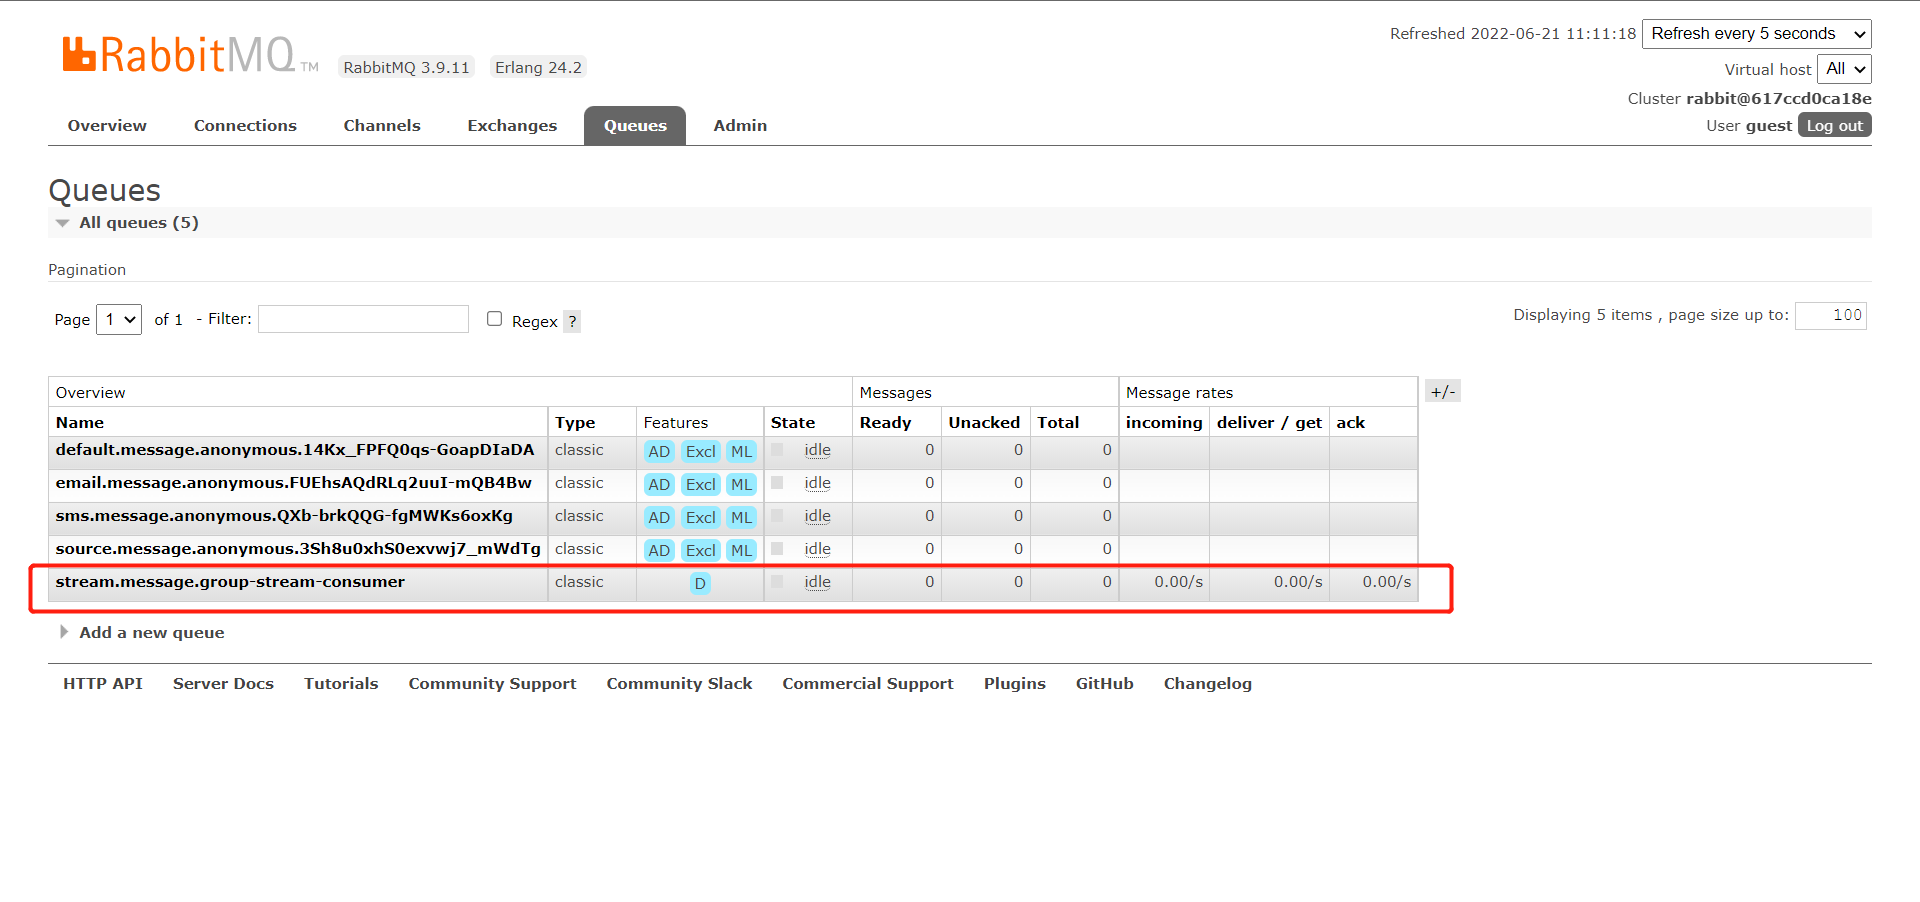 RabbitMQ TM RabbitMQ 3.9.11 Erlang 24.2
Refreshed 2022-06-21 11:11:18 Refresh every 5 seconds
Virtual host All
Cluster rabbit@617ccd0ca18e
User guest Log out
Overview Connections Channels Exchanges Queues Admin
Queues
All queues (5)
Pagination
Page 1 of 1 - Filter: Regex ? Displaying 5 items , page size up to: 100
Overview Messages Message rates +/-
Name Type Features State Ready Unacked Total incoming deliver / get ack
default.message.anonymous.14Kx_FPFQ0qs-GoapDIaDA classic AD Excl ML idle 0 0 0
email.message.anonymous.FUEhsAQdRLq2uuI-mQB4Bw classic AD Excl ML idle 0 0 0
sms.message.anonymous.QXb-brkQQG-fgMWKs6oxKg classic AD Excl ML idle 0 0 0
source.message.anonymous.3Sh8u0xhS0exvwj7_mWdTg classic AD Excl ML idle 0 0 0
stream.message.group-stream-consumer classic D idle 0 0 0 0.00/s 0.00/s 0.00/s
Add a new queue
HTTP API Server Docs Tutorials Community Support Community Slack Commercial Support Plugins GitHub Changelog